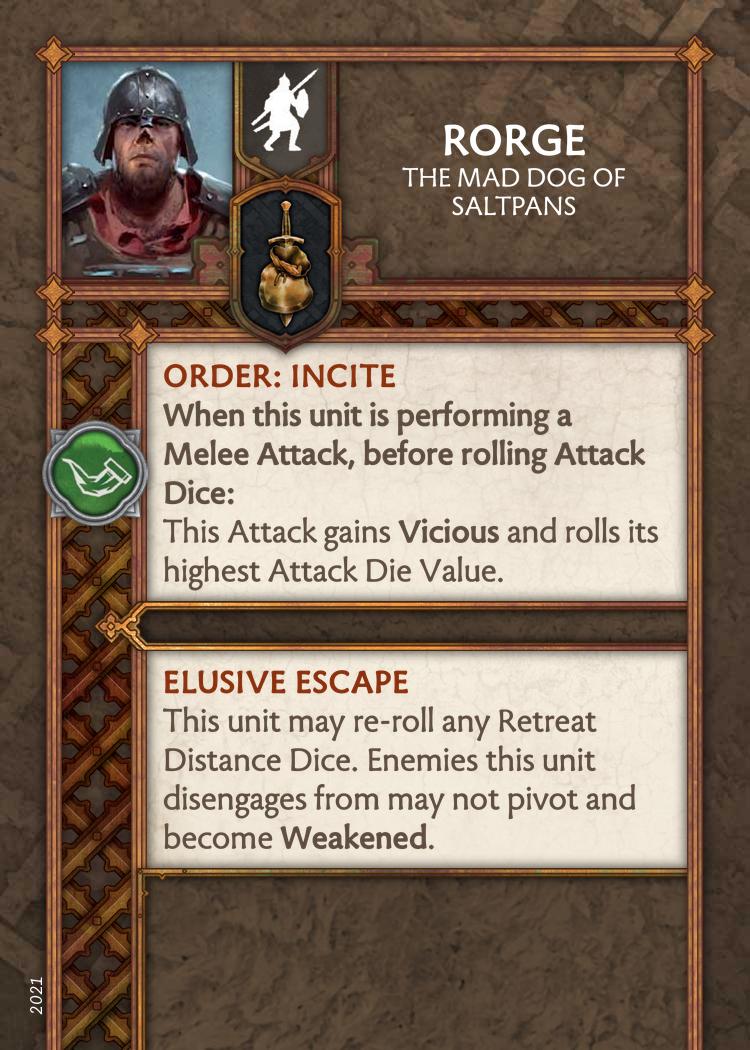 RORGE
THE MAD DOG OF
SALTPANS
ORDER: INCITE
When this unit is performing a
Melee Attack, before rolling Attack
Dice:
This Attack gains Vicious and rolls its
highest Attack Die Value.
ELUSIVE ESCAPE
This unit may re-roll any Retreat
Distance Dice. Enemies this unit
disengages from may not pivot and
become Weakened.
2021